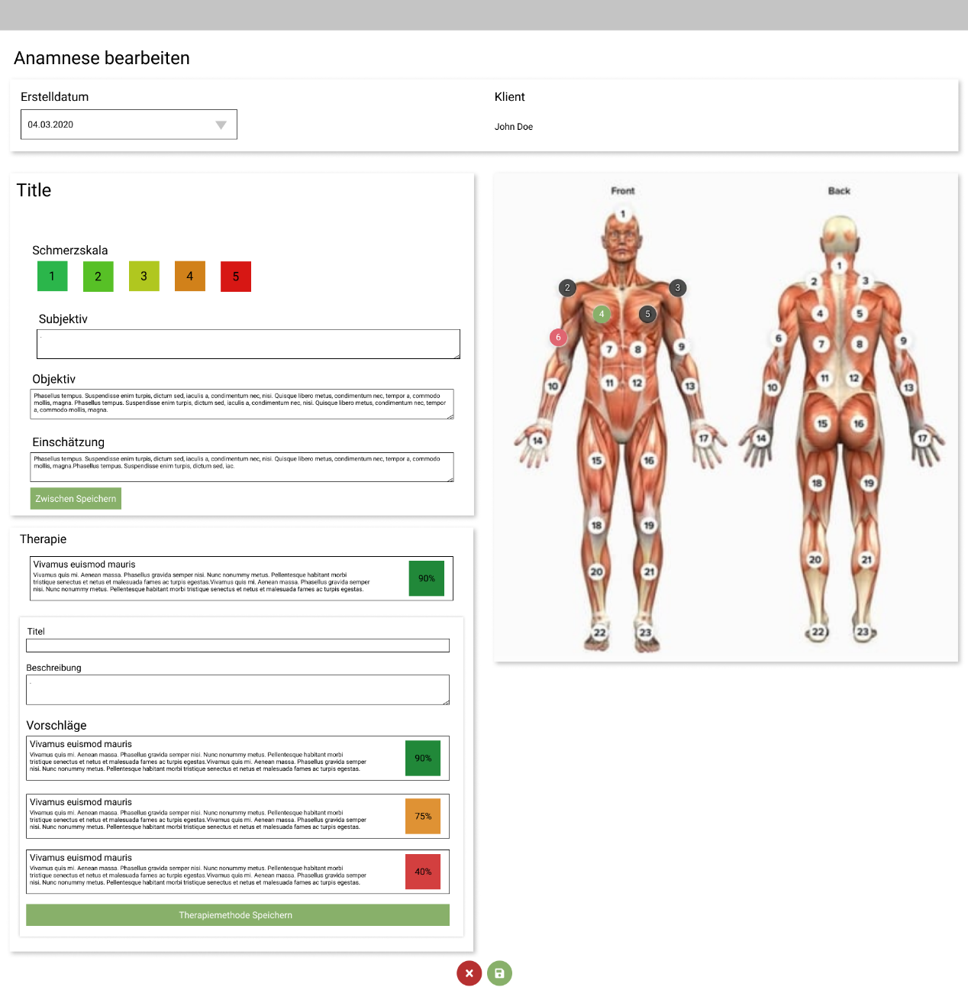 Anamnese bearbeiten
Erstelldatum
Klient
04.03.2020
John Doe
Title
Schmerzskala
1 2 3 4 5
Subjektiv
Objektiv
Phasellus tempus. Suspendisse enim turpis, dictum sed, iaculis a, condimentum nec, nisi. Quisque libero metus, condimentum nec, tempor a, commodo
mollis, magna. Phasellus tempus. Suspendisse enim turpis, dictum sed, iaculis a, condimentum nec, nisi. Quisque libero metus, condimentum nec, tempor
a, commodo mollis, magna.
Einschätzung
Phasellus tempus. Suspendisse enim turpis, dictum sed, iaculis a, condimentum nec, nisi. Quisque libero metus, condimentum nec, tempor a, commodo
mollis, magna.Phasellus tempus. Suspendisse enim turpis, dictum sed, iac.
Zwischen Speichern
Therapie
Vivamus euismod mauris
Vivamus quis mi. Aenean massa. Phasellus gravida semper nisi. Nunc nonummy metus. Pellentesque habitant morbi
tristique senectus et netus et malesuada fames ac turpis egestas.Vivamus quis mi. Aenean massa. Phasellus gravida semper
nisi. Nunc nonummy metus. Pellentesque habitant morbi tristique senectus et netus et malesuada fames ac turpis egestas.
90%
Titel
Beschreibung
Vorschläge
Vivamus euismod mauris
Vivamus quis mi. Aenean massa. Phasellus gravida semper nisi. Nunc nonummy metus. Pellentesque habitant morbi
tristique senectus et netus et malesuada fames ac turpis egestas.Vivamus quis mi. Aenean massa. Phasellus gravida semper
nisi. Nunc nonummy metus. Pellentesque habitant morbi tristique senectus et netus et malesuada fames ac turpis egestas.
90%
Vivamus euismod mauris
Vivamus quis mi. Aenean massa. Phasellus gravida semper nisi. Nunc nonummy metus. Pellentesque habitant morbi
tristique senectus et netus et malesuada fames ac turpis egestas.Vivamus quis mi. Aenean massa. Phasellus gravida semper
nisi. Nunc nonummy metus. Pellentesque habitant morbi tristique senectus et netus et malesuada fames ac turpis egestas.
75%
Vivamus euismod mauris
Vivamus quis mi. Aenean massa. Phasellus gravida semper nisi. Nunc nonummy metus. Pellentesque habitant morbi
tristique senectus et netus et malesuada fames ac turpis egestas.Vivamus quis mi. Aenean massa. Phasellus gravida semper
nisi. Nunc nonummy metus. Pellentesque habitant morbi tristique senectus et netus et malesuada fames ac turpis egestas.
40%
Therapiemethode Speichern
Front
1
2 3
4 5
6
7 8
9
10
11 12
13
14
17
15 16
18 19
20 21
22 23
Back
1
2 3
4 5
6
7 8
9
10
11 12
13
14
15 16
17
18 19
20 21
22 23